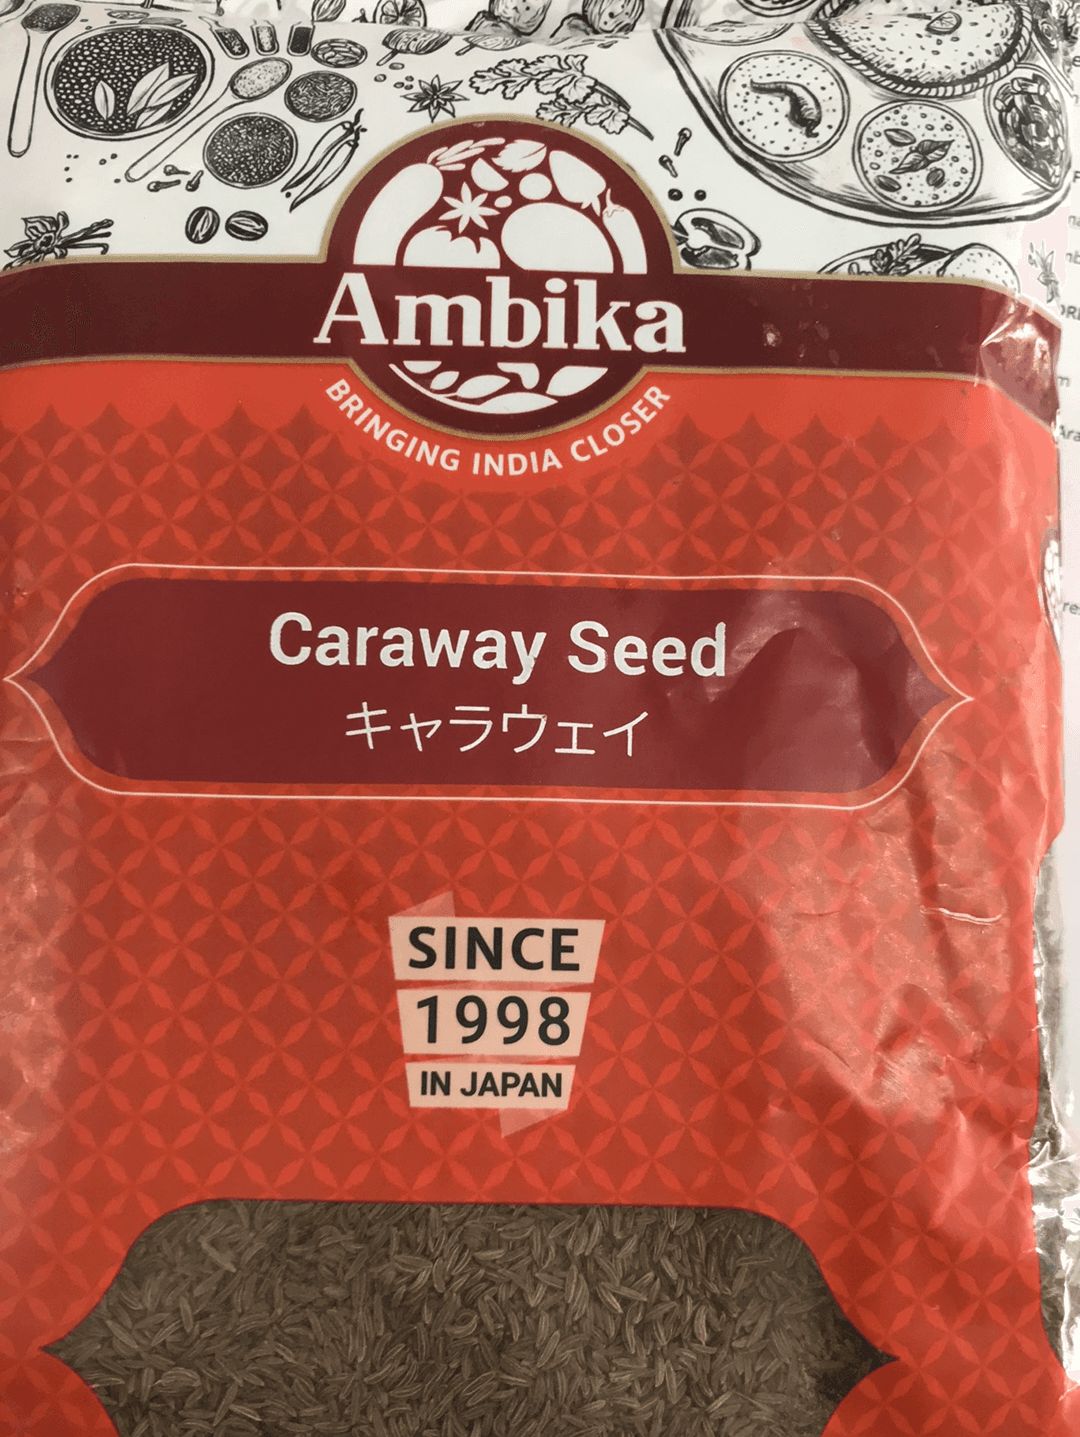 Ambika
BRINGING INDIA CLOSER
Caraway Seed
キャラウェイ
SINCE
1998
IN JAPAN